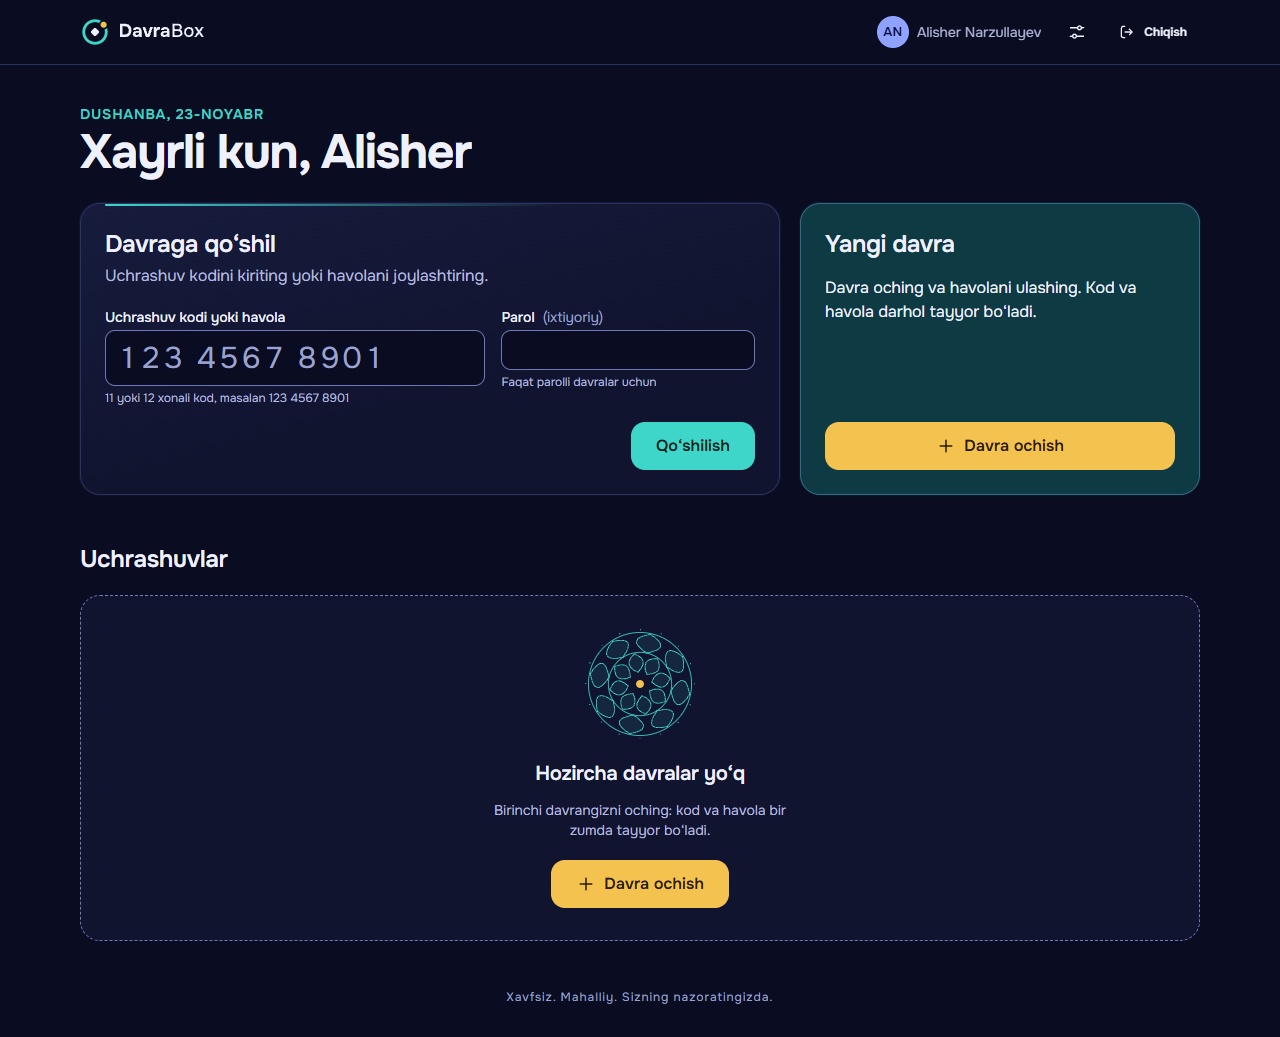 DavraBox
AN Alisher Narzullayev
Chiqish
DUSHANBA, 23-NOYABR
Xayrli kun, Alisher
Davraga qo‘shil
Uchrashuv kodini kiriting yoki havolani joylashtiring.
Uchrashuv kodi yoki havola
123 4567 8901
11 yoki 12 xonali kod, masalan 123 4567 8901
Parol (ixtiyoriy)
Faqat parolli davralar uchun
Qo‘shilish
Yangi davra
Davra oching va havolani ulashing. Kod va
havola darhol tayyor bo‘ladi.
Davra ochish
Uchrashuvlar
Hozircha davralar yo‘q
Birinchi davrangizni oching: kod va havola bir
zumda tayyor bo‘ladi.
Davra ochish
Xavfsiz. Mahalliy. Sizning nazoratingizda.